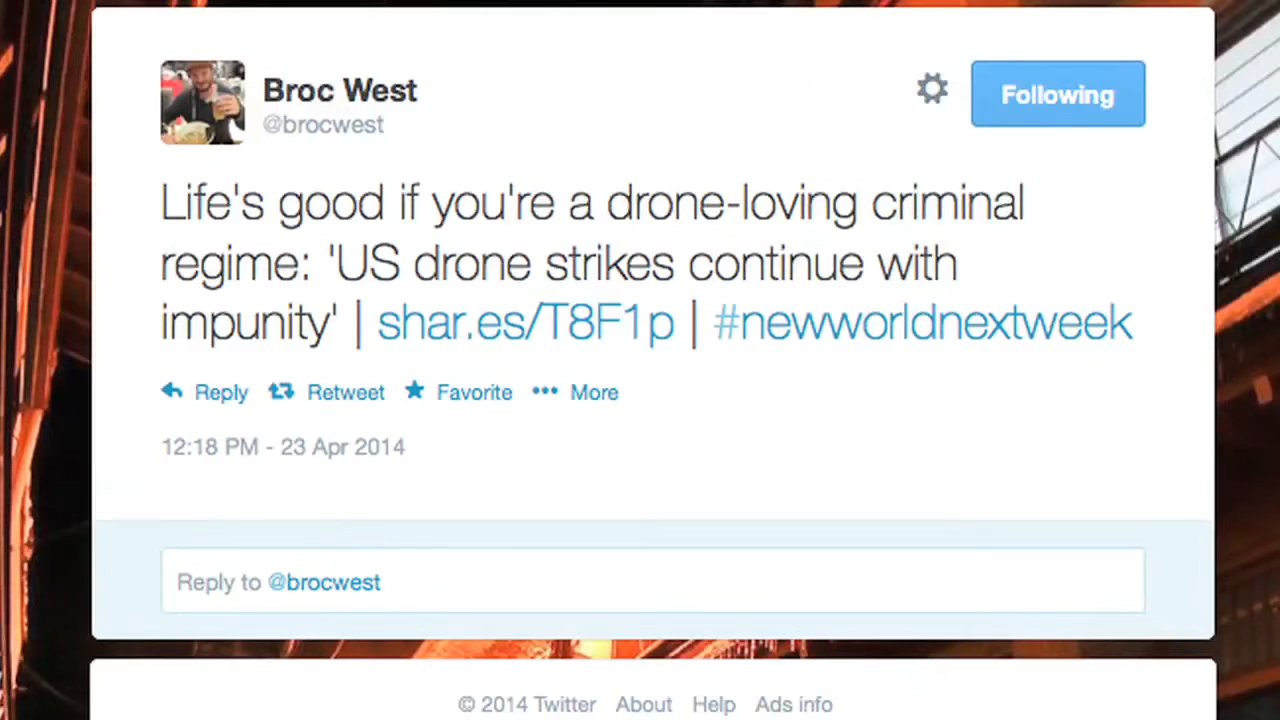 Broc West
@brocwest
Following
Life's good if you're a drone-loving criminal
regime: 'US drone strikes continue with
impunity' | shar.es/T8F1p | #newworldnextweek
Reply Retweet Favorite More
12:18 PM - 23 Apr 2014
Reply to @brocwest
© 2014 Twitter About Help Ads info